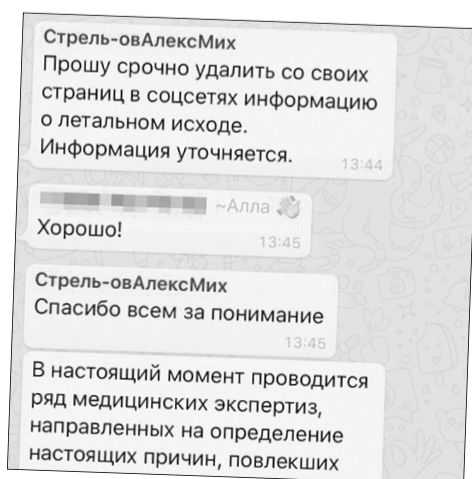 Стрель-овАлексМих
Прошу срочно удалить со своих
страниц в соцсетях информацию
о летальном исходе.
Информация уточняется.
13:44
~Алла 👋
Хорошо!
13:45
Стрель-овАлексМих
Спасибо всем за понимание
13:45
В настоящий момент проводится
ряд медицинских экспертиз,
направленных на определение
настоящих причин, повлекших